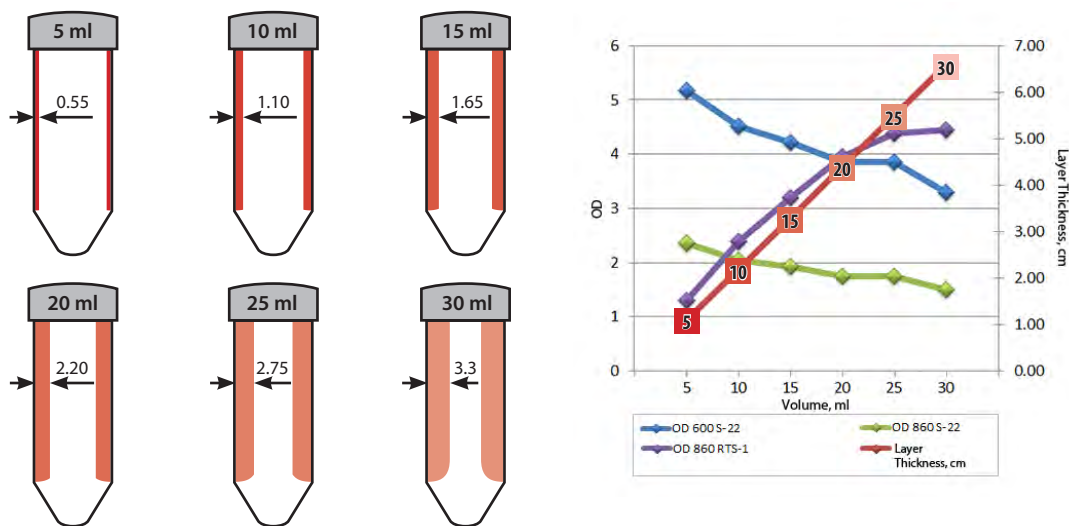 5 ml
10 ml
15 ml
0.55
1.10
1.65
20 ml
25 ml
30 ml
2.20
2.75
3.3
6
5
4
3
2
1
0
OD
7.00
6.00
5.00
4.00
3.00
2.00
1.00
0.00
Layer Thickness, cm
5
10
15
20
25
30
5
10
15
20
25
30
Volume, ml
OD 600 S-22
OD 860 S-22
OD 860 RTS-1
Layer
Thickness, cm